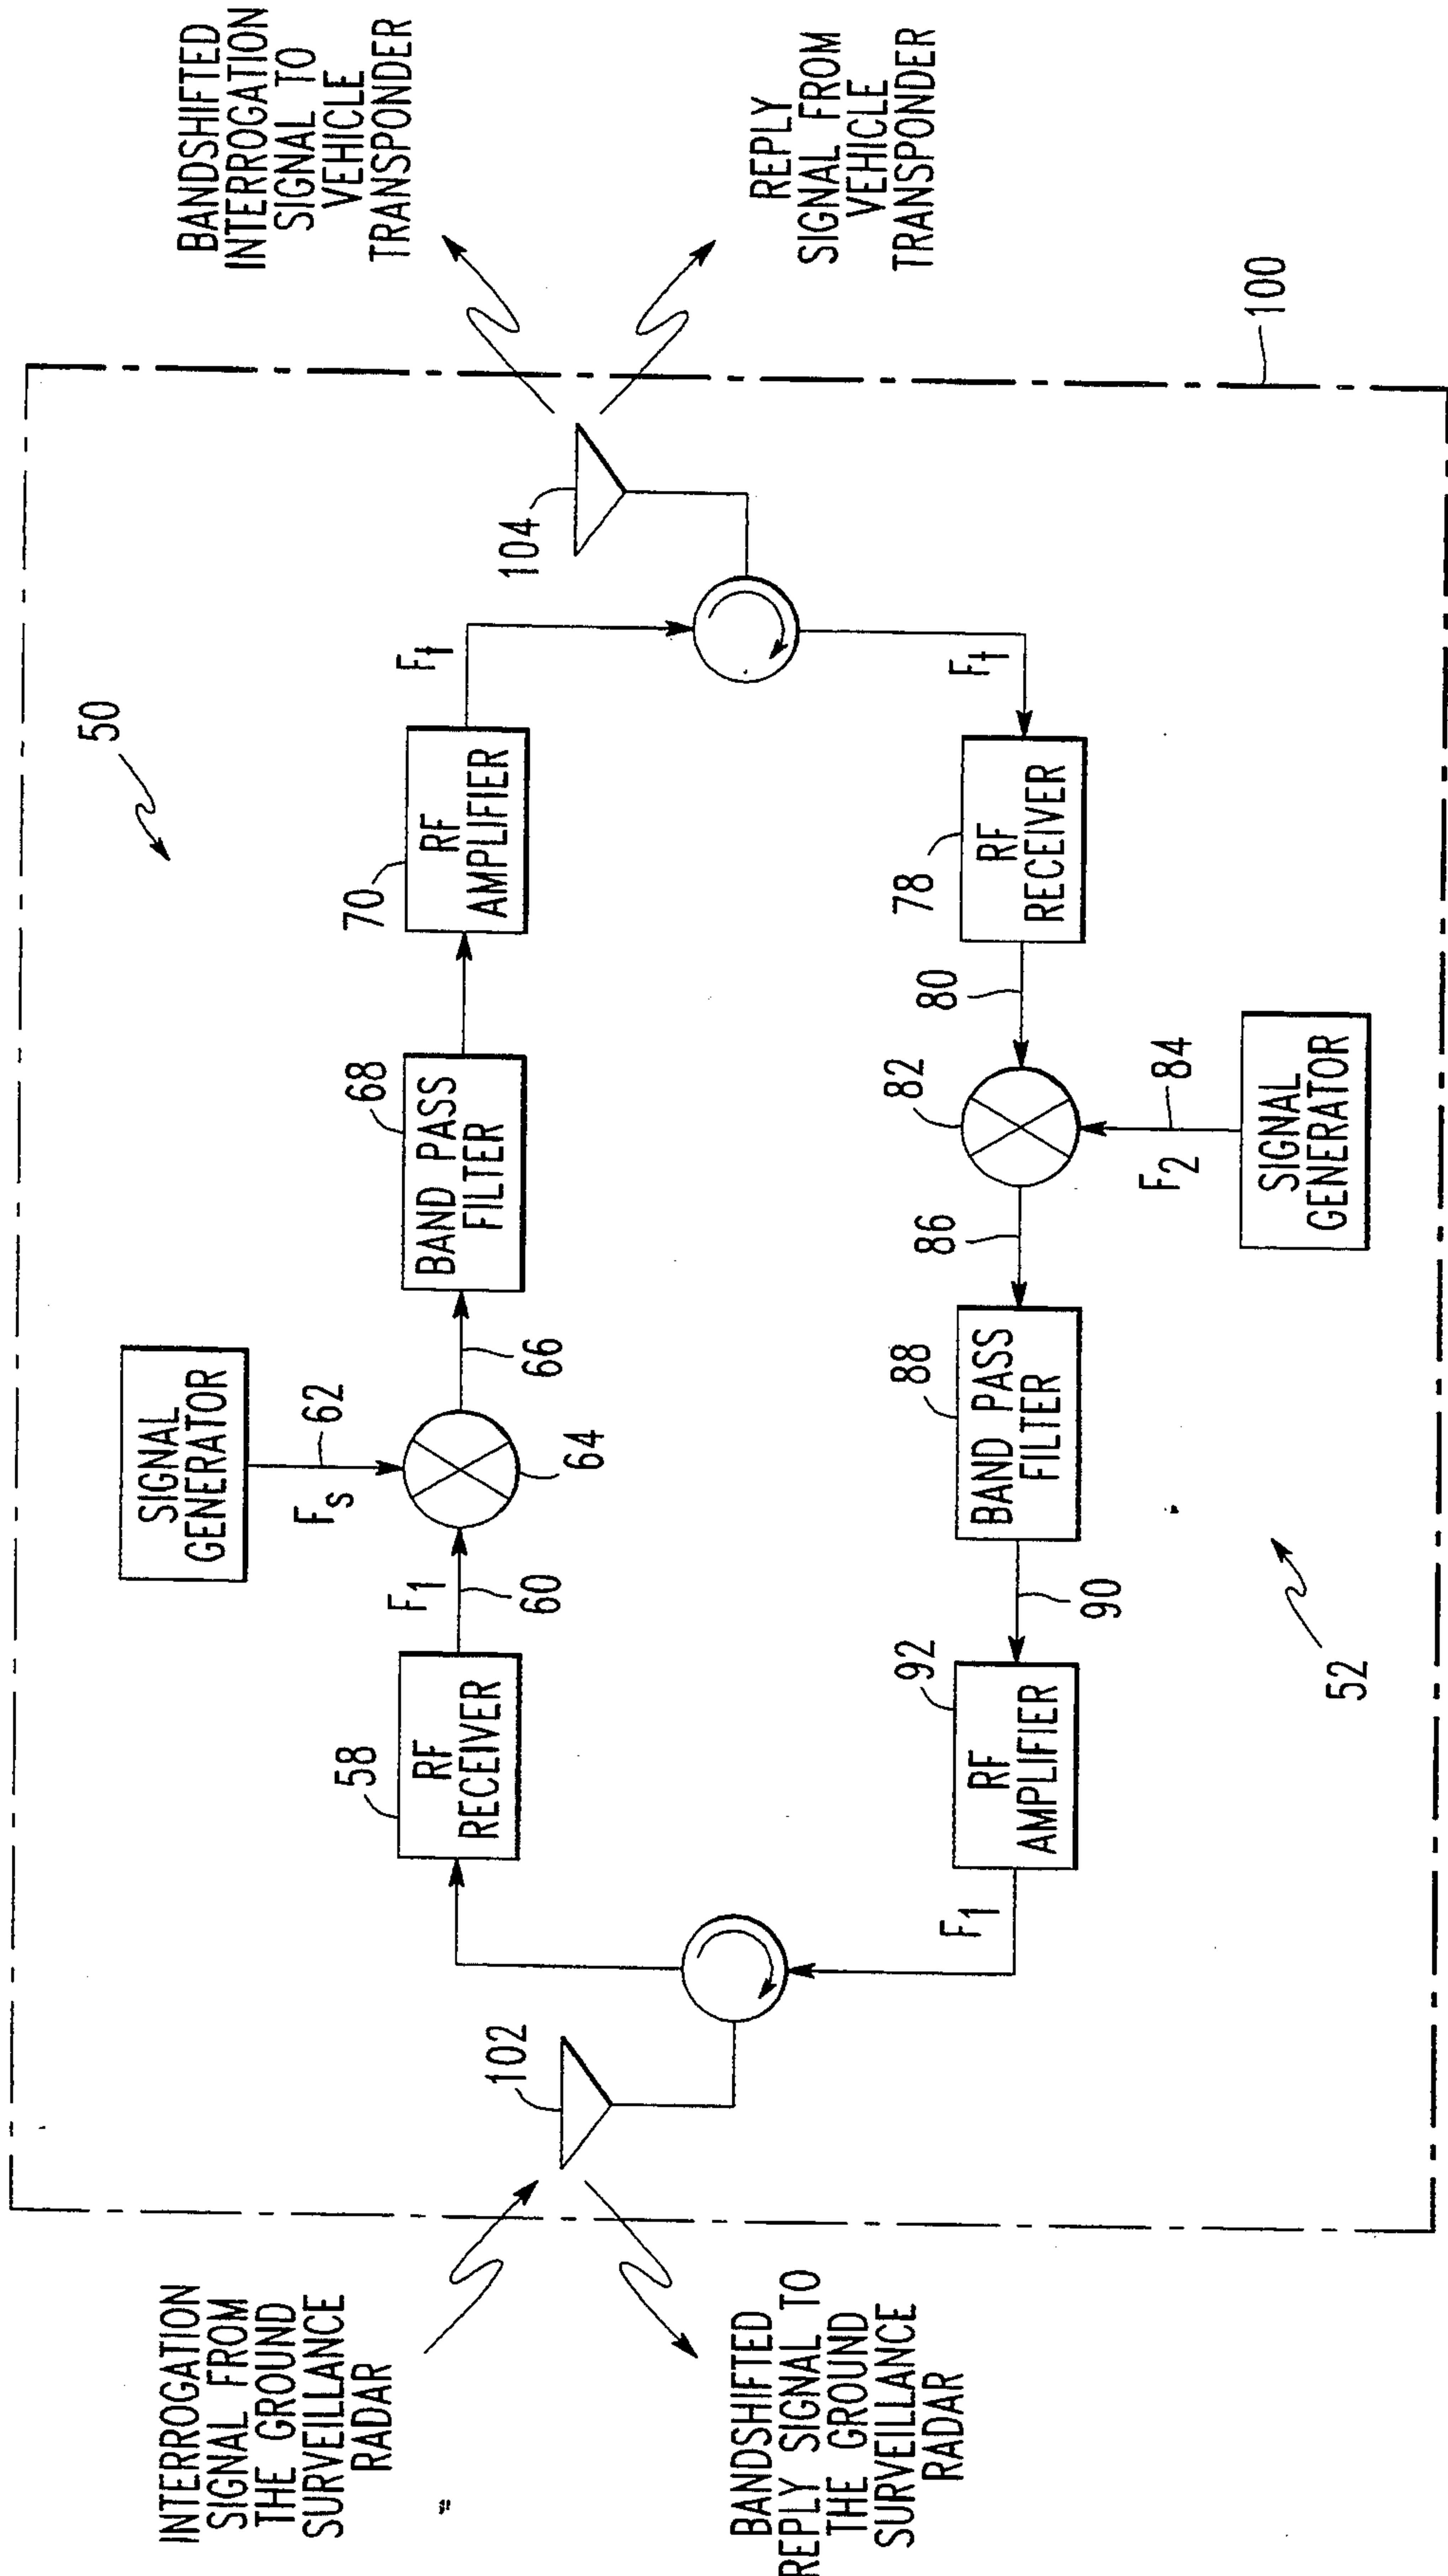 INTERROGATION
SIGNAL FROM
THE GROUND
SURVEILLANCE
RADAR
BANDSHIFTED
REPLY SIGNAL TO
THE GROUND
SURVEILLANCE
RADAR
102
58
RF
RECEIVER
F1
60
SIGNAL
GENERATOR
Fs
62
64
66
68
BAND PASS
FILTER
70
RF
AMPLIFIER
Ft
50
104
BANDSHIFTED
INTERROGATION
SIGNAL TO
VEHICLE
TRANSPONDER
REPLY
SIGNAL FROM
VEHICLE
TRANSPONDER
100
Ft
78
RF
RECEIVER
80
82
F2
84
SIGNAL
GENERATOR
86
88
BAND PASS
FILTER
90
92
RF
AMPLIFIER
F1
52